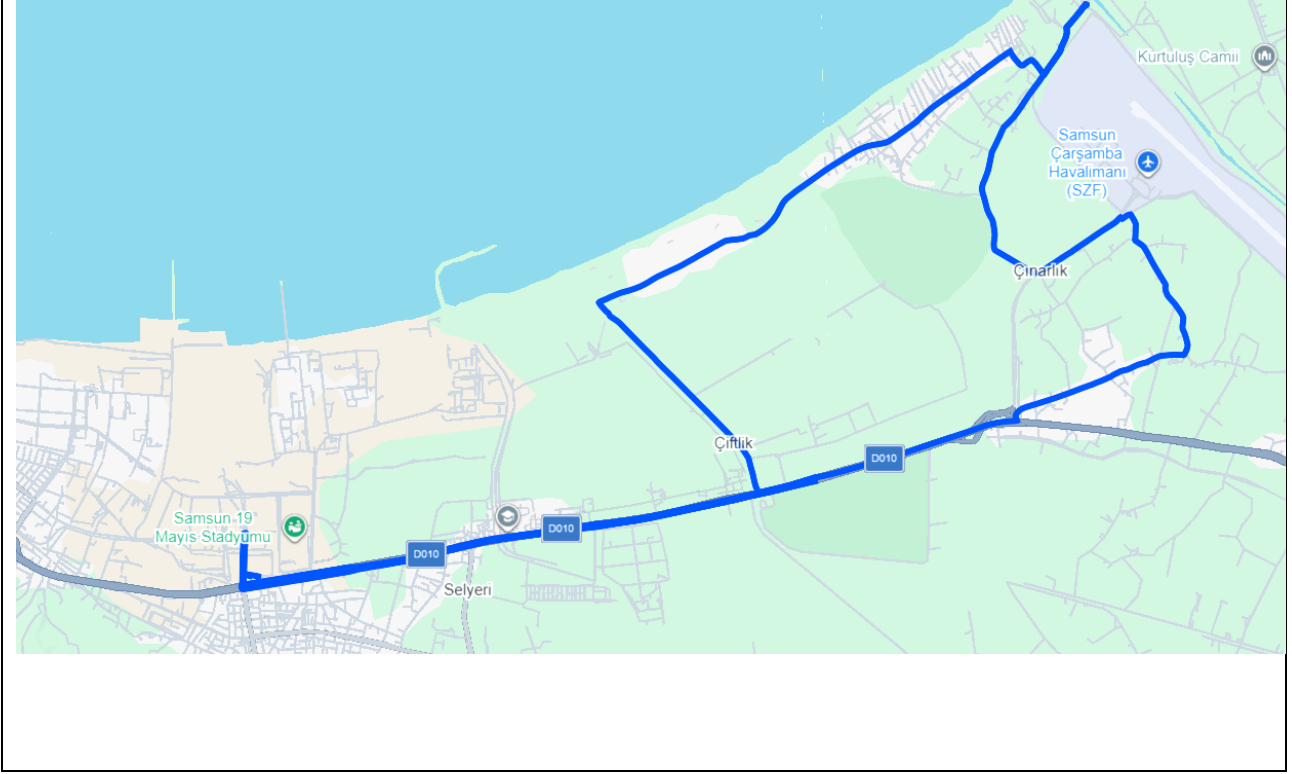 Kurtuluş Camii
Samsun
Çarşamba
Havalimanı
(SZF)
Çınarlık
Çiftlik
D010
Samsun 19
Mayıs Stadyumu
D010
D010
Selyeri